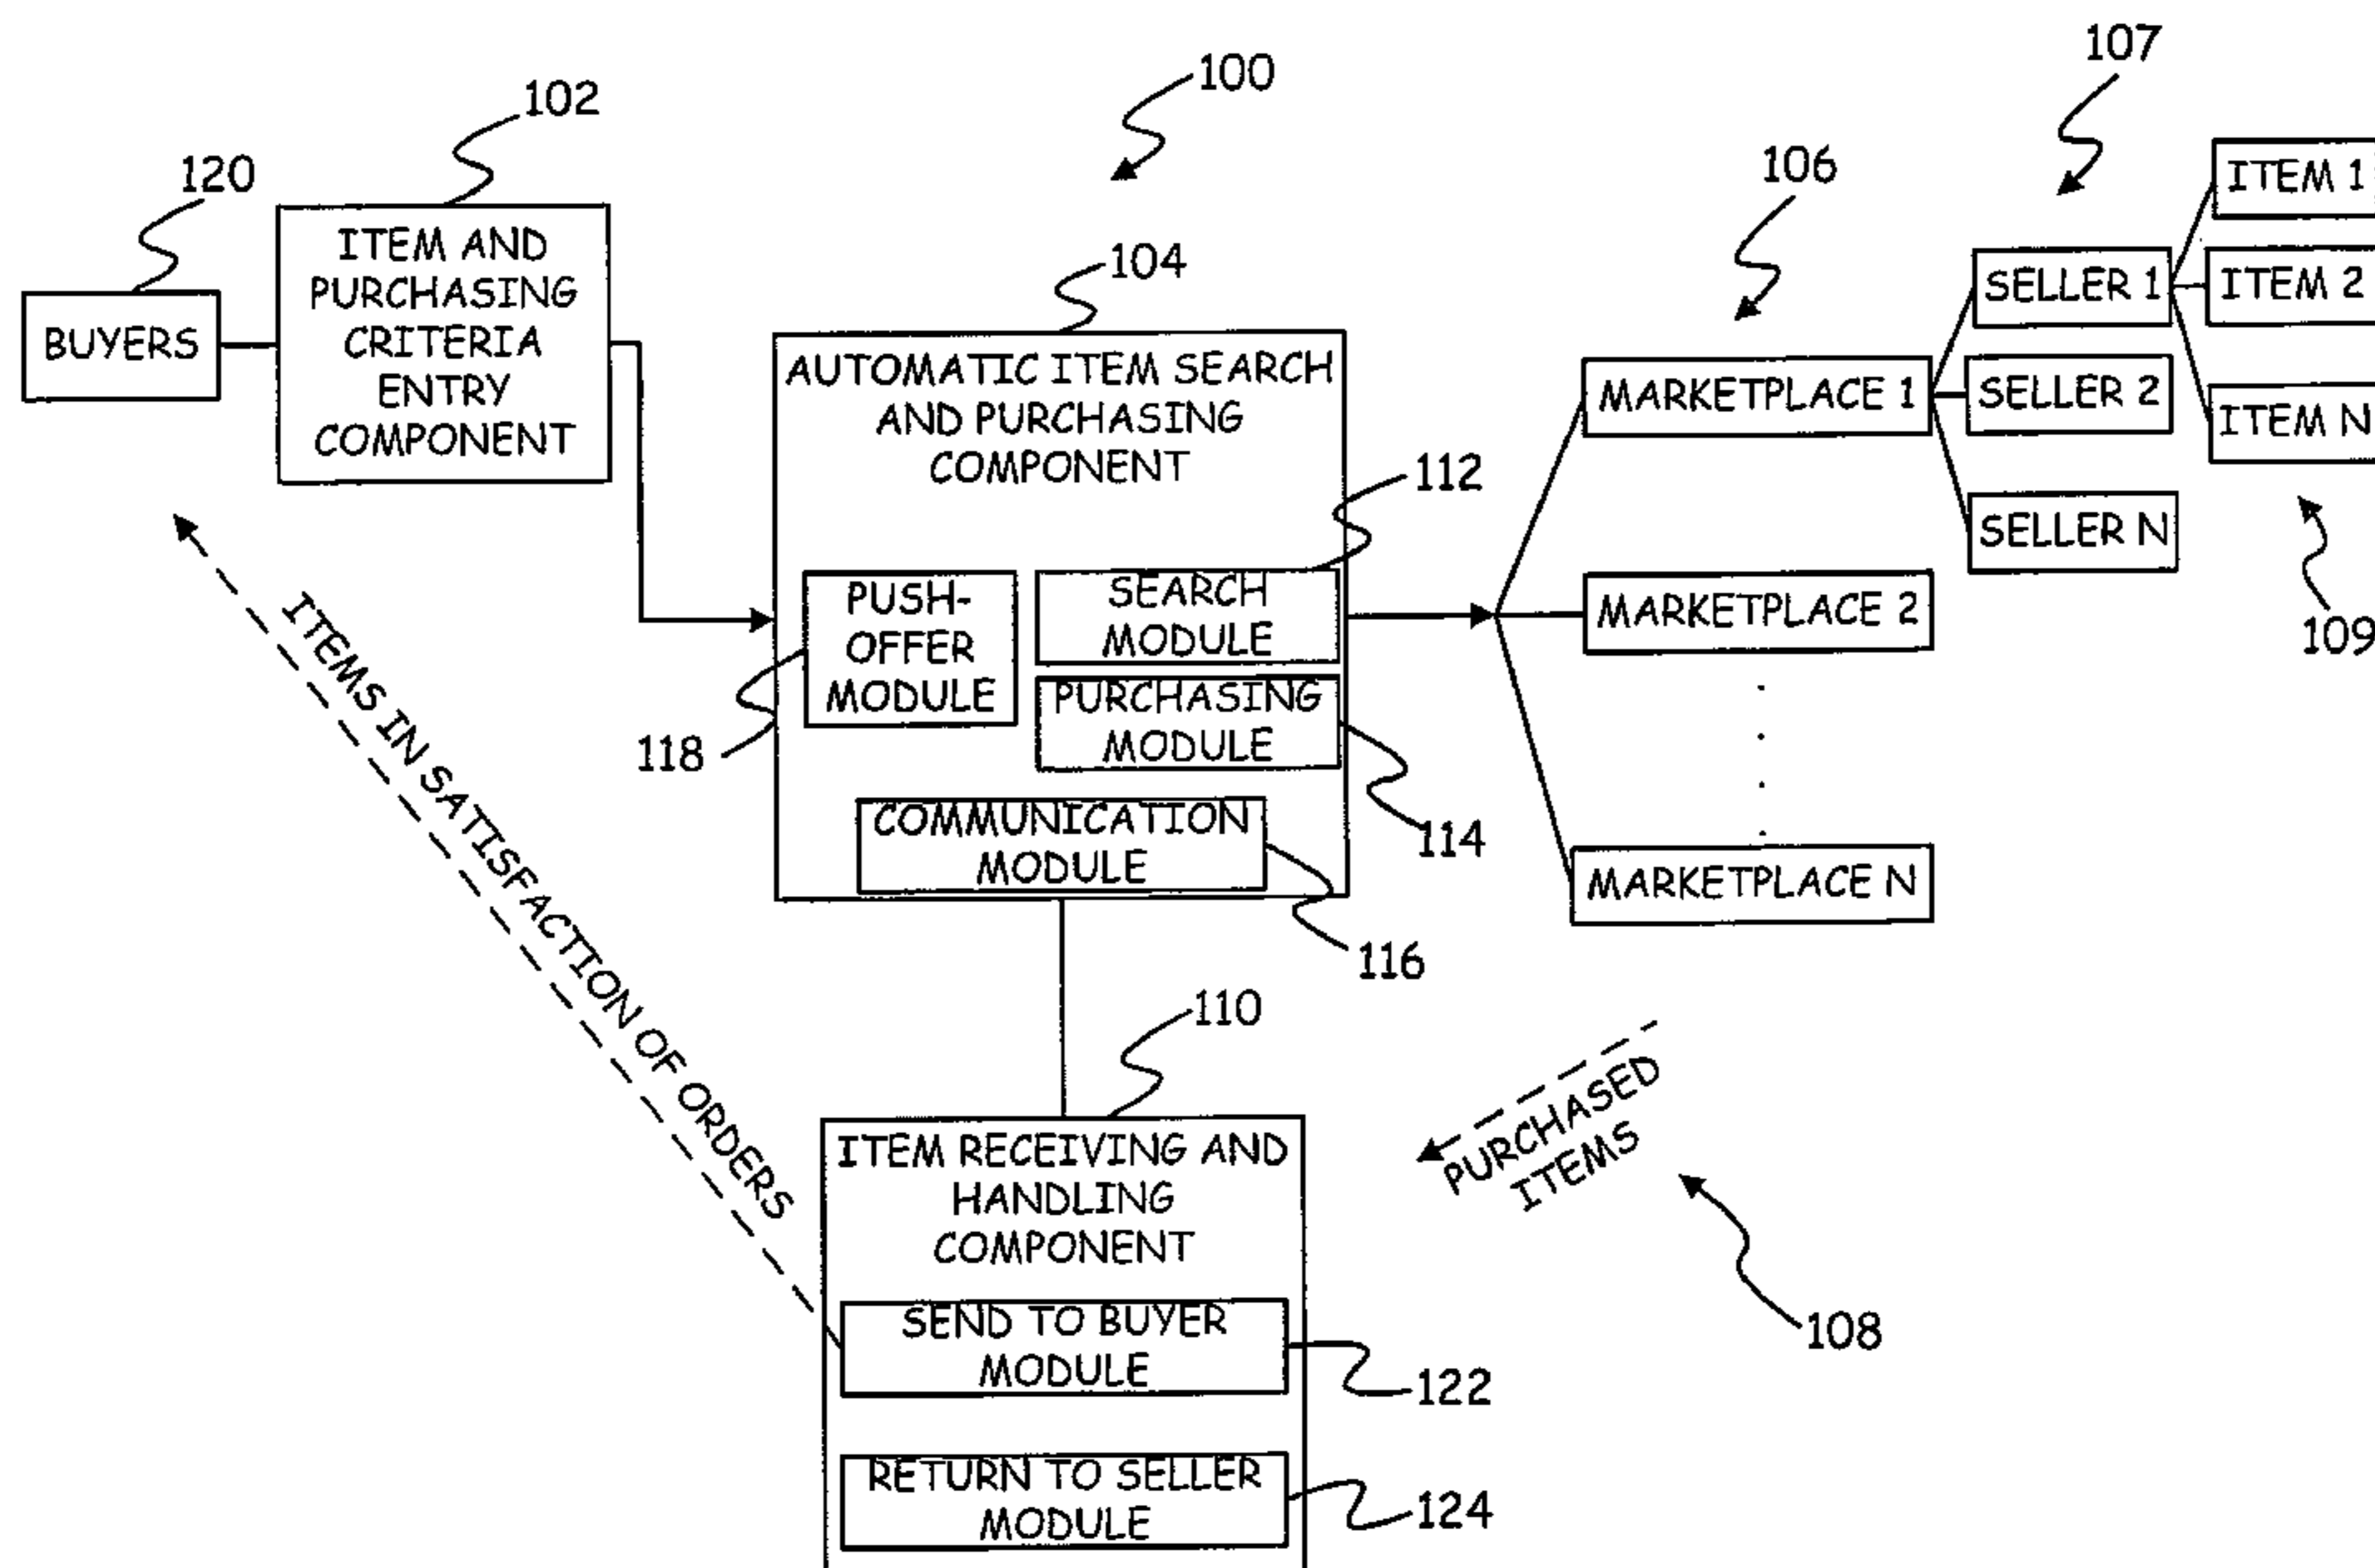 100
107
102
120
106
ITEM 1
ITEM AND
PURCHASING
CRITERIA
ENTRY
COMPONENT
BUYERS
104
SELLER 1
ITEM 2
AUTOMATIC ITEM SEARCH
AND PURCHASING
COMPONENT
MARKETPLACE 1
SELLER 2
ITEM N
112
SELLER N
109
PUSH-
OFFER
MODULE
SEARCH
MODULE
MARKETPLACE 2
118
PURCHASING
MODULE
114
COMMUNICATION
MODULE
MARKETPLACE N
116
ITEMS IN SATISFACTION OF ORDERS
110
PURCHASED
ITEMS
108
ITEM RECEIVING AND
HANDLING
COMPONENT
SEND TO BUYER
MODULE
122
RETURN TO SELLER
MODULE
124